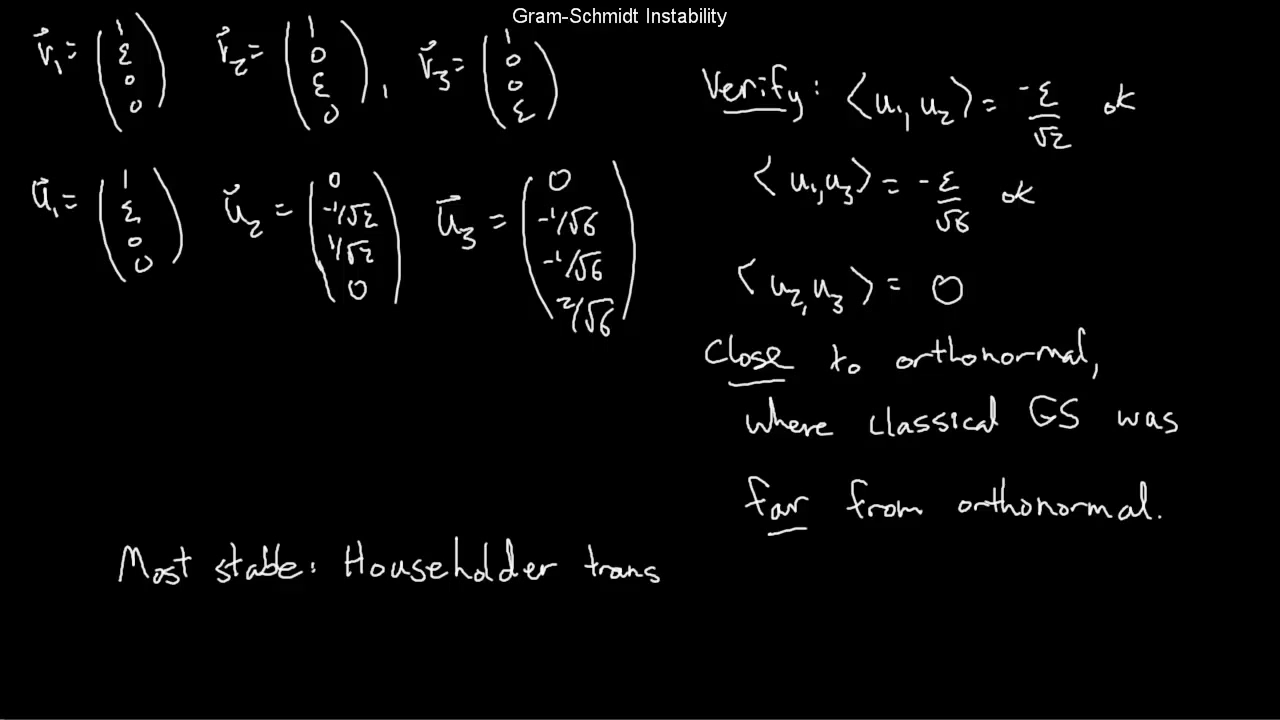 Gram-Schmidt Instability
v⃗₁ = (1, ε, 0, 0) v⃗₂ = (1, 0, ε, 0), v⃗₃ = (1, 0, 0, ε)
u⃗₁ = (1, ε, 0, 0) u⃗₂ = (0, -1/√2, 1/√2, 0) u⃗₃ = (0, -1/√6, -1/√6, 2/√6)
Verify: ⟨u₁, u₂⟩ = -ε/√2 ok
⟨u₁, u₃⟩ = -ε/√6 ok
⟨u₂, u₃⟩ = 0
Close to orthonormal,
where classical GS was
far from orthonormal.
Most stable: Householder trans